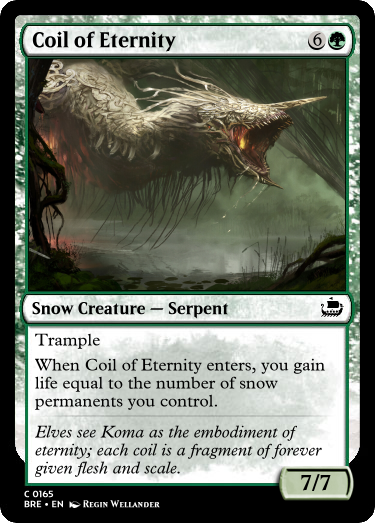 Coil of Eternity 6
Snow Creature — Serpent
Trample
When Coil of Eternity enters, you gain
life equal to the number of snow
permanents you control.
Elves see Koma as the embodiment of
eternity; each coil is a fragment of forever
given flesh and scale.
7/7
C 0165
BRE • EN Regin Wellander